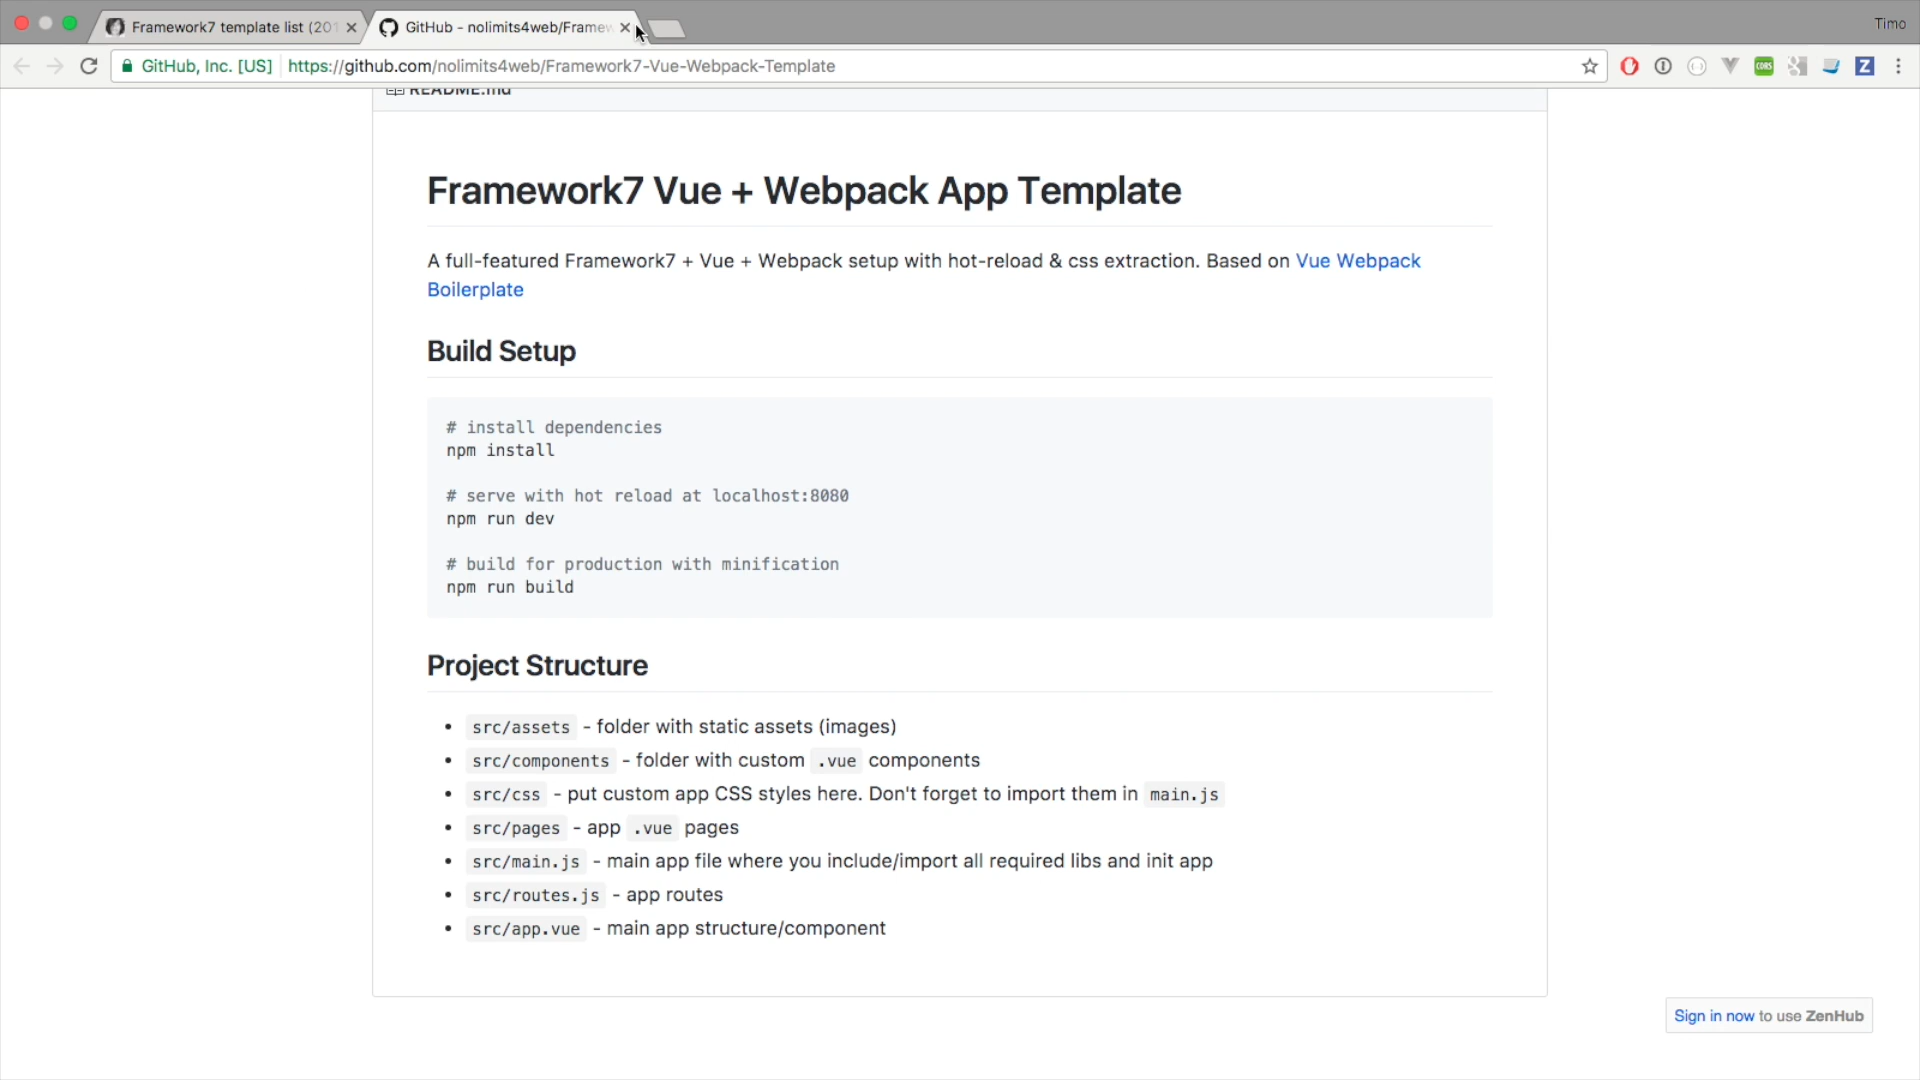 Framework7 template list (201
GitHub - nolimits4web/Framew
Timo
GitHub, Inc. [US]
https://github.com/nolimits4web/Framework7-Vue-Webpack-Template
CORS
Z
README.md
Framework7 Vue + Webpack App Template
A full-featured Framework7 + Vue + Webpack setup with hot-reload & css extraction. Based on Vue Webpack
Boilerplate
Build Setup
# install dependencies
npm install
# serve with hot reload at localhost:8080
npm run dev
# build for production with minification
npm run build
Project Structure
• src/assets - folder with static assets (images)
• src/components - folder with custom .vue components
• src/css - put custom app CSS styles here. Don't forget to import them in main.js
• src/pages - app .vue pages
• src/main.js - main app file where you include/import all required libs and init app
• src/routes.js - app routes
• src/app.vue - main app structure/component
Sign in now to use ZenHub